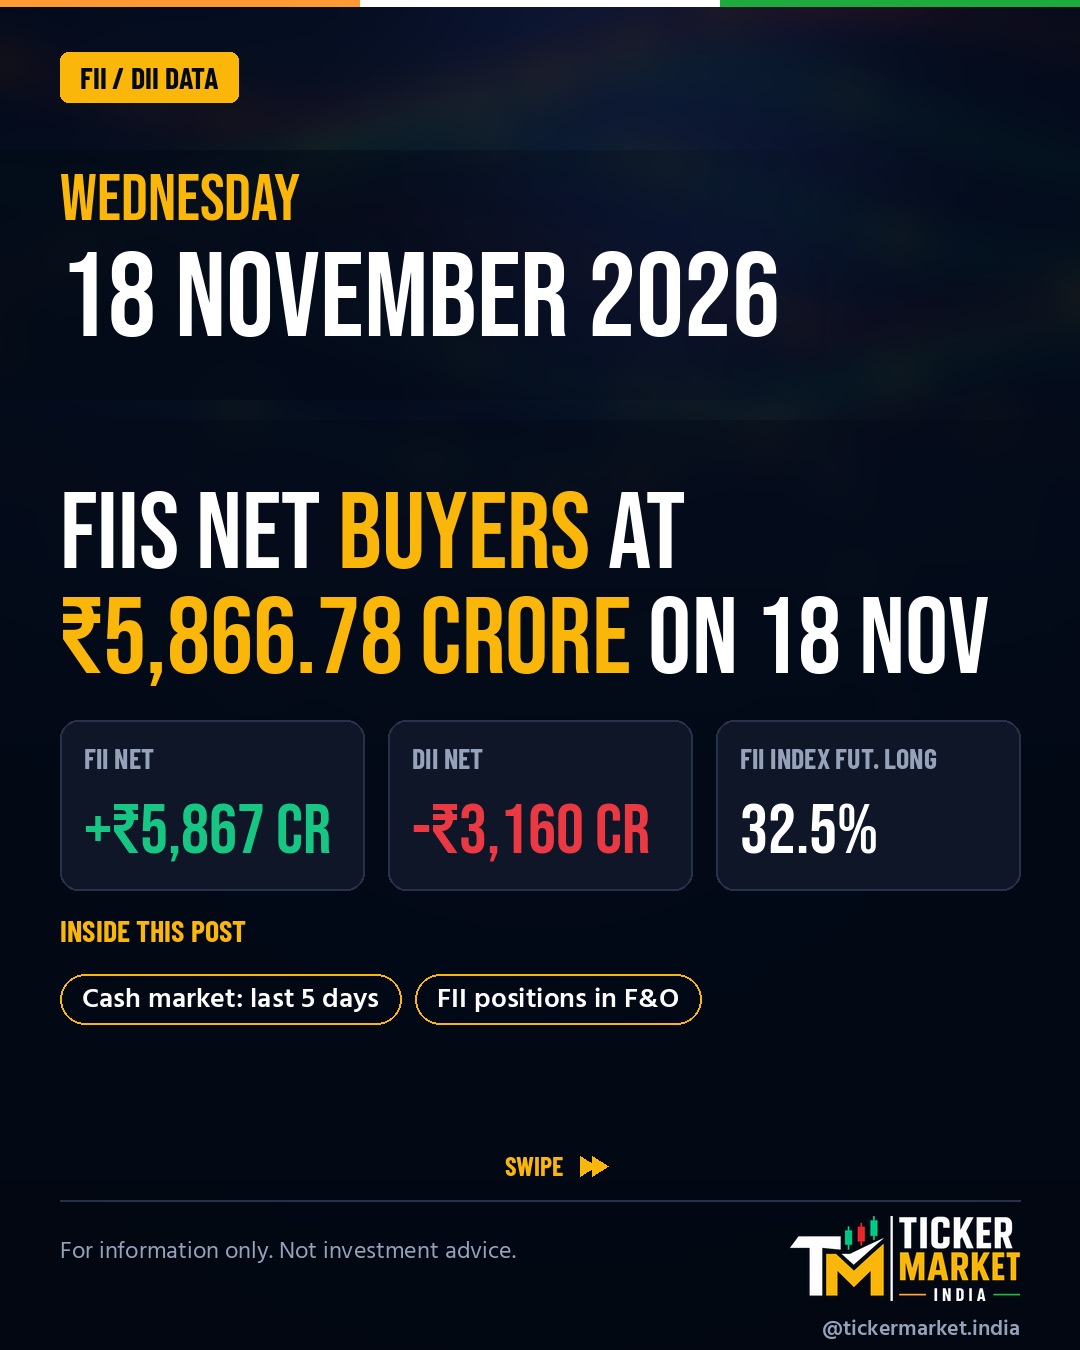 FII / DII DATA
WEDNESDAY
18 NOVEMBER 2026
FIIS NET BUYERS AT
₹5,866.78 CRORE ON 18 NOV
FII NET
+₹5,867 CR
DII NET
-₹3,160 CR
FII INDEX FUT. LONG
32.5%
INSIDE THIS POST
Cash market: last 5 days
FII positions in F&O
SWIPE
For information only. Not investment advice.
TM
TICKER
MARKET
INDIA
@tickermarket.india